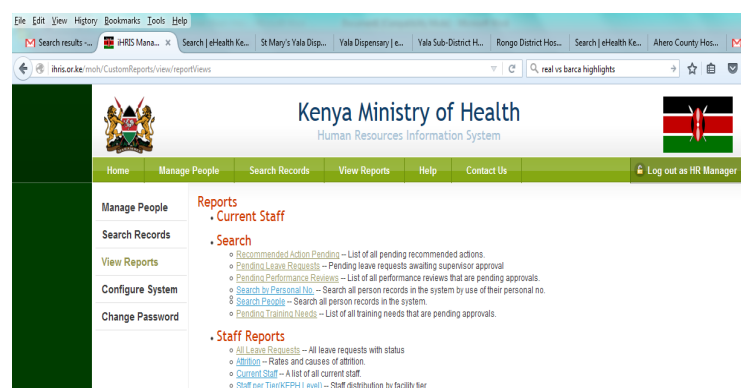 File Edit View History Bookmarks Tools Help
Search results -... iHRIS Mana... × Search | eHealth Ke... St Mary's Yala Disp... Yala Dispensary | e... Yala Sub-District H... Rongo District Hos... Search | eHealth Ke... Ahero County Hos...
ihris.or.ke/moh/CustomReports/view/reportViews real vs barca highlights
Kenya Ministry of Health
Human Resources Information System
Home Manage People Search Records View Reports Help Contact Us Log out as HR Manager
Manage People
Search Records
View Reports
Configure System
Change Password
Reports
Current Staff
Search
Recommended Action Pending -- List of all pending recommended actions.
Pending Leave Requests -- Pending leave requests awaiting supervisor approval
Pending Performance Reviews -- List of all performance reviews that are pending approvals.
Search by Personal No. -- Search all person records in the system by use of their personal no.
Search People -- Search all person records in the system.
Pending Training Needs -- List of all training needs that are pending approvals.
Staff Reports
All Leave Requests -- All leave requests with status
Attrition -- Rates and causes of attrition.
Current Staff -- A list of all current staff.
Staff per Tier(KEPH Level) -- Staff distribution by facility tier